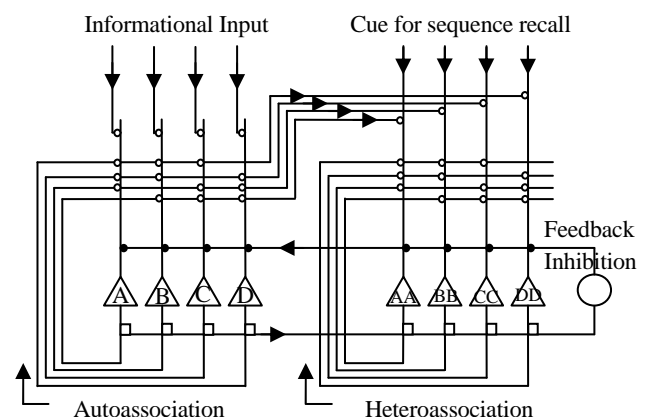 Informational Input
Cue for sequence recall
Feedback
Inhibition
A B C D
AA BB CC DD
Autoassociation
Heteroassociation